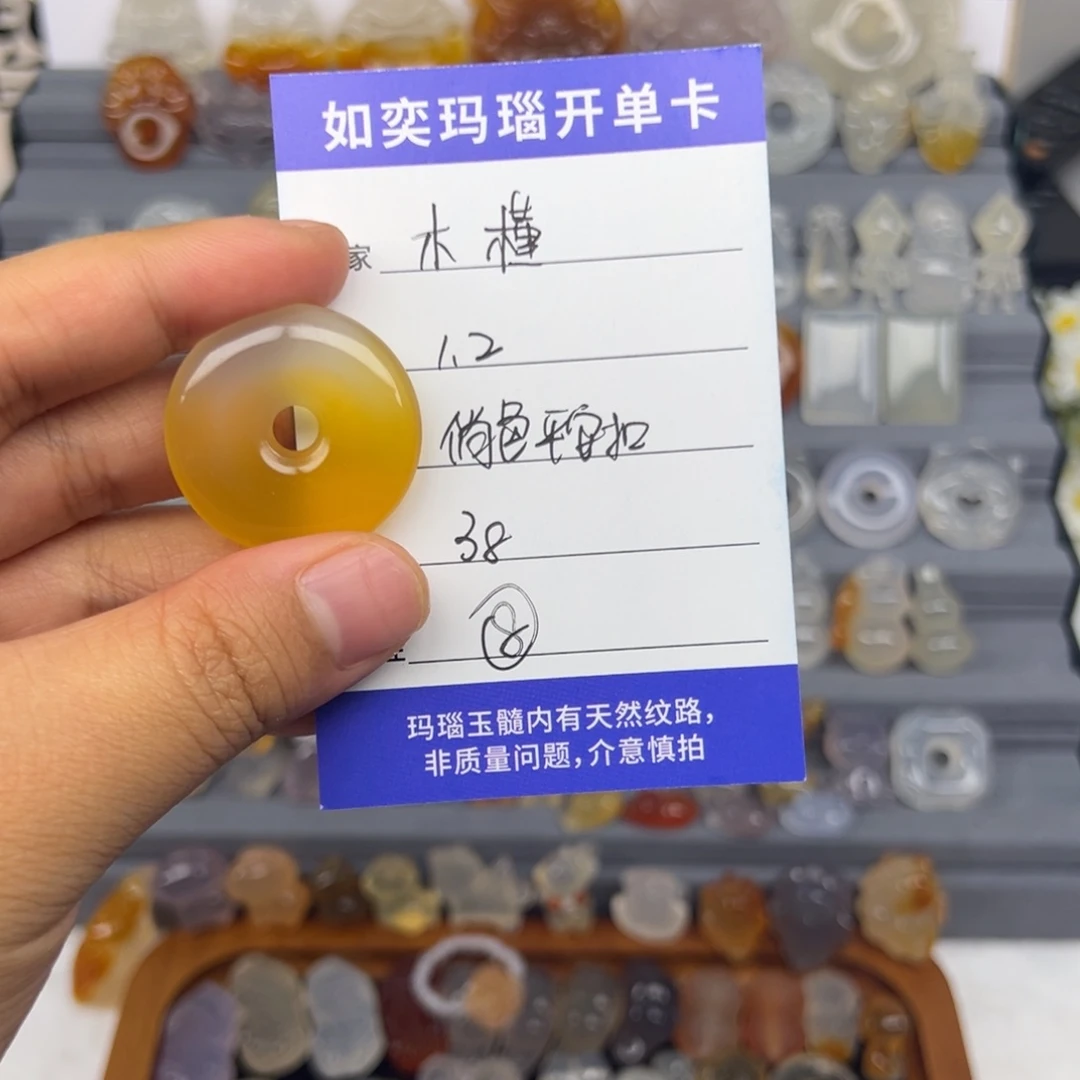 如奕玛瑙开单卡
家 木槿
1.2
俏色平安扣
38
⑧
玛瑙玉髓内有天然纹路，
非质量问题，介意慎拍